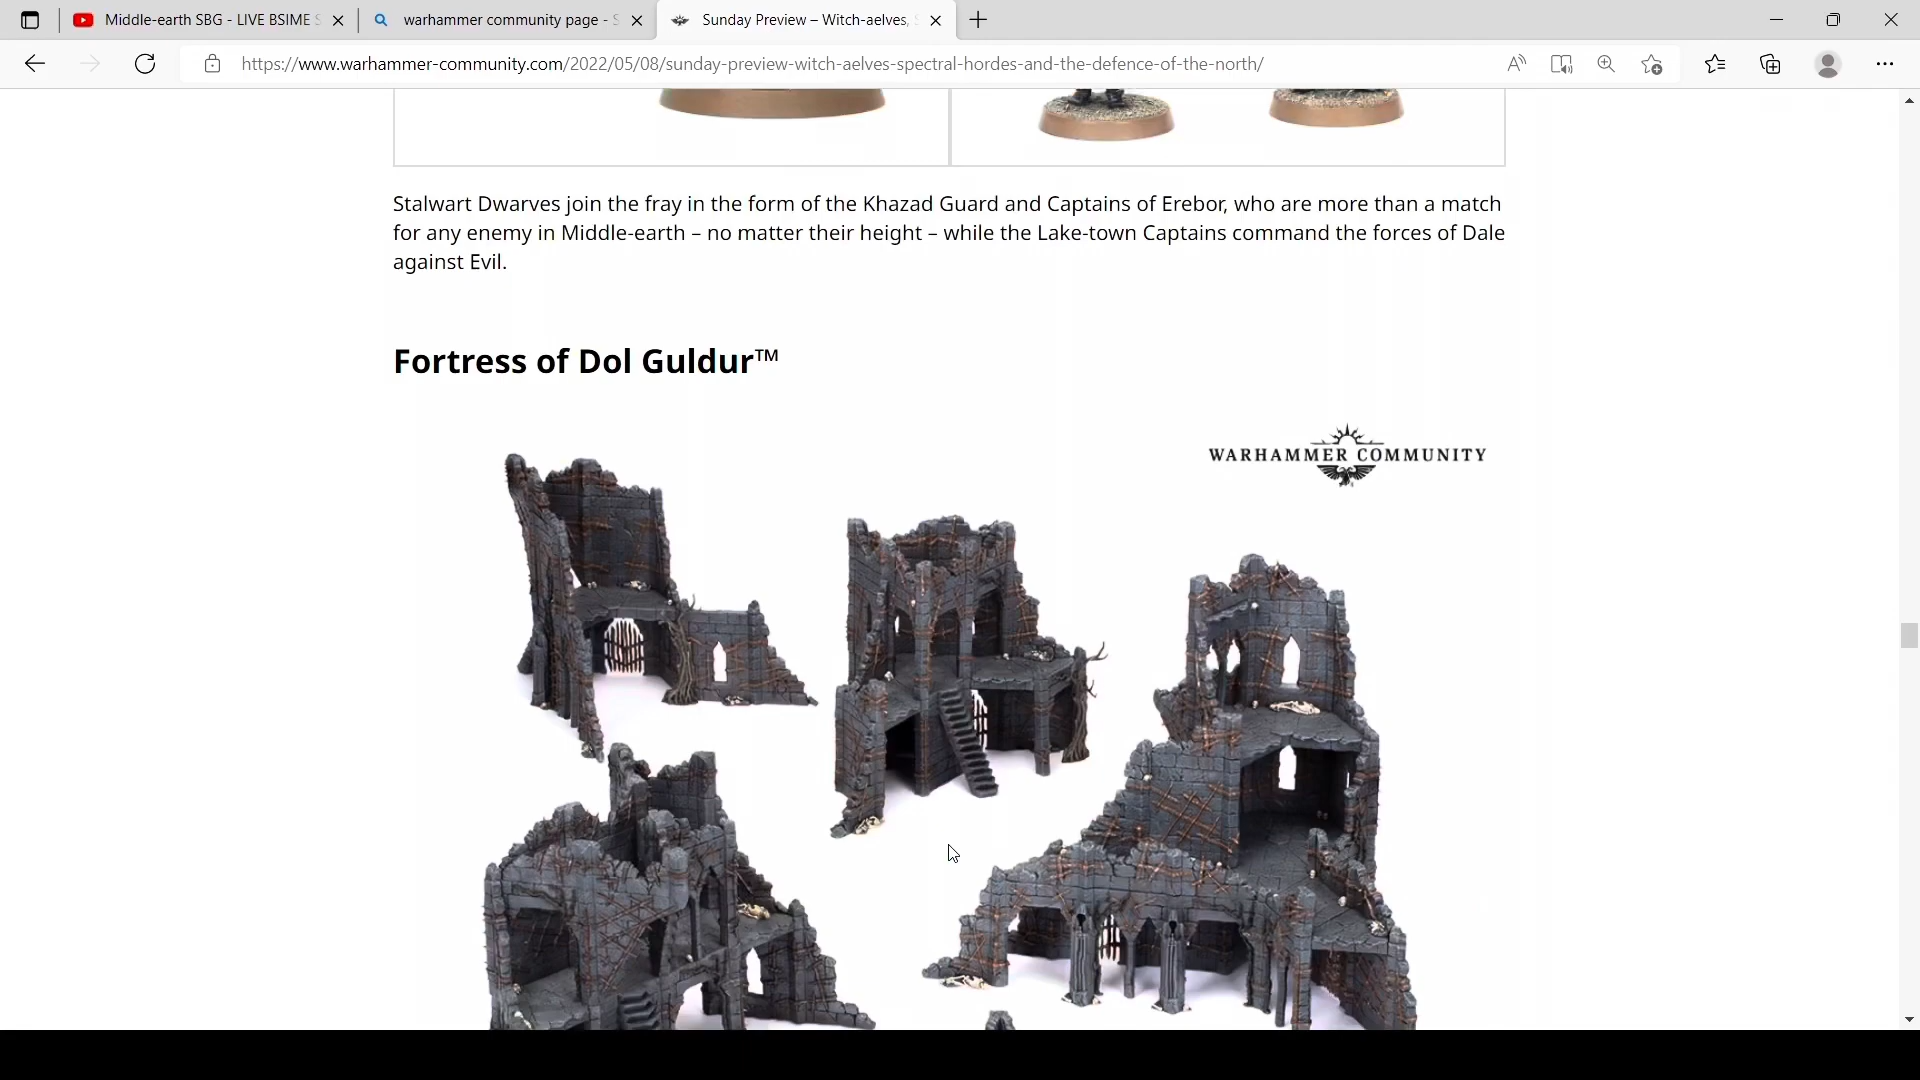 Middle-earth SBG - LIVE BSIME S
warhammer community page - S
Sunday Preview – Witch-aelves, S
https://www.warhammer-community.com/2022/05/08/sunday-preview-witch-aelves-spectral-hordes-and-the-defence-of-the-north/
Stalwart Dwarves join the fray in the form of the Khazad Guard and Captains of Erebor, who are more than a match
for any enemy in Middle-earth – no matter their height – while the Lake-town Captains command the forces of Dale
against Evil.
Fortress of Dol Guldur™
WARHAMMER COMMUNITY